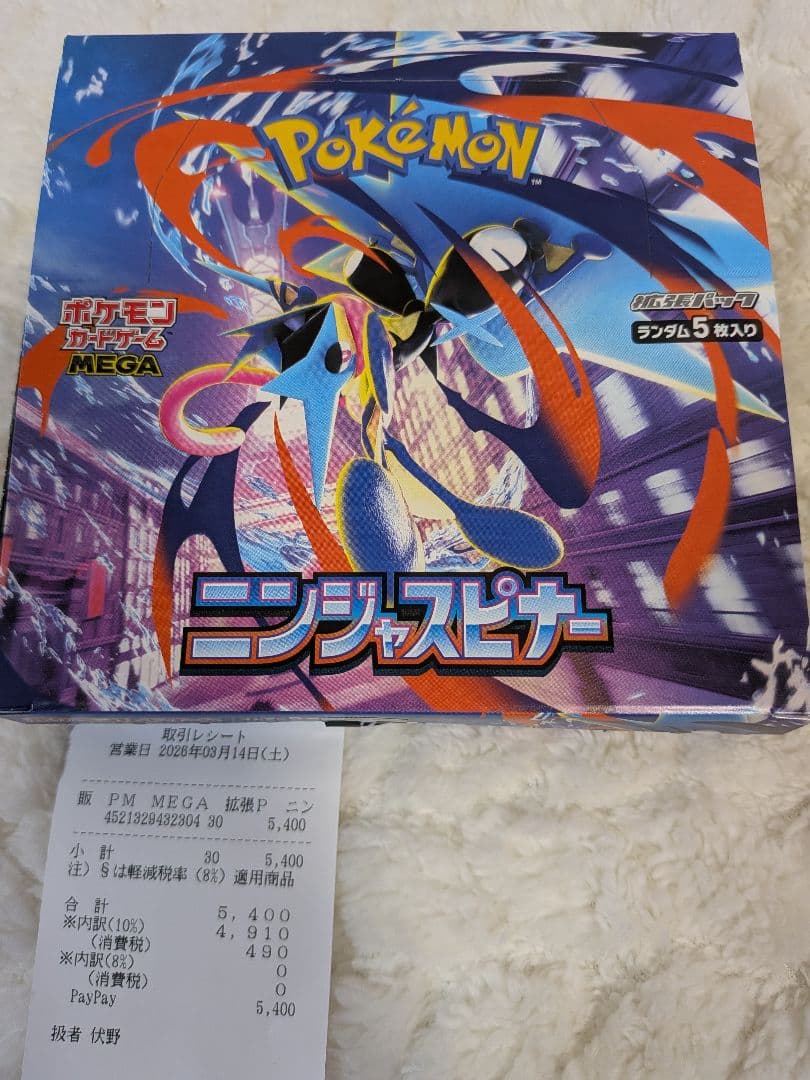 POKÉMON
TM
ポケモン
カードゲーム
MEGA
拡張パック
ランダム5枚入り
ニンジャスピナー
取引レシート
営業日 2026年03月14日(土)
販 PM MEGA 拡張P ニン
4521329432304 30 5,400
小 計 30 5,400
注) §は軽減税率(8%)適用商品
合 計 5,400
※内訳(10%) 4,910
(消費税) 490
※内訳(8%) 0
(消費税) 0
PayPay 5,400
扱者 伏野